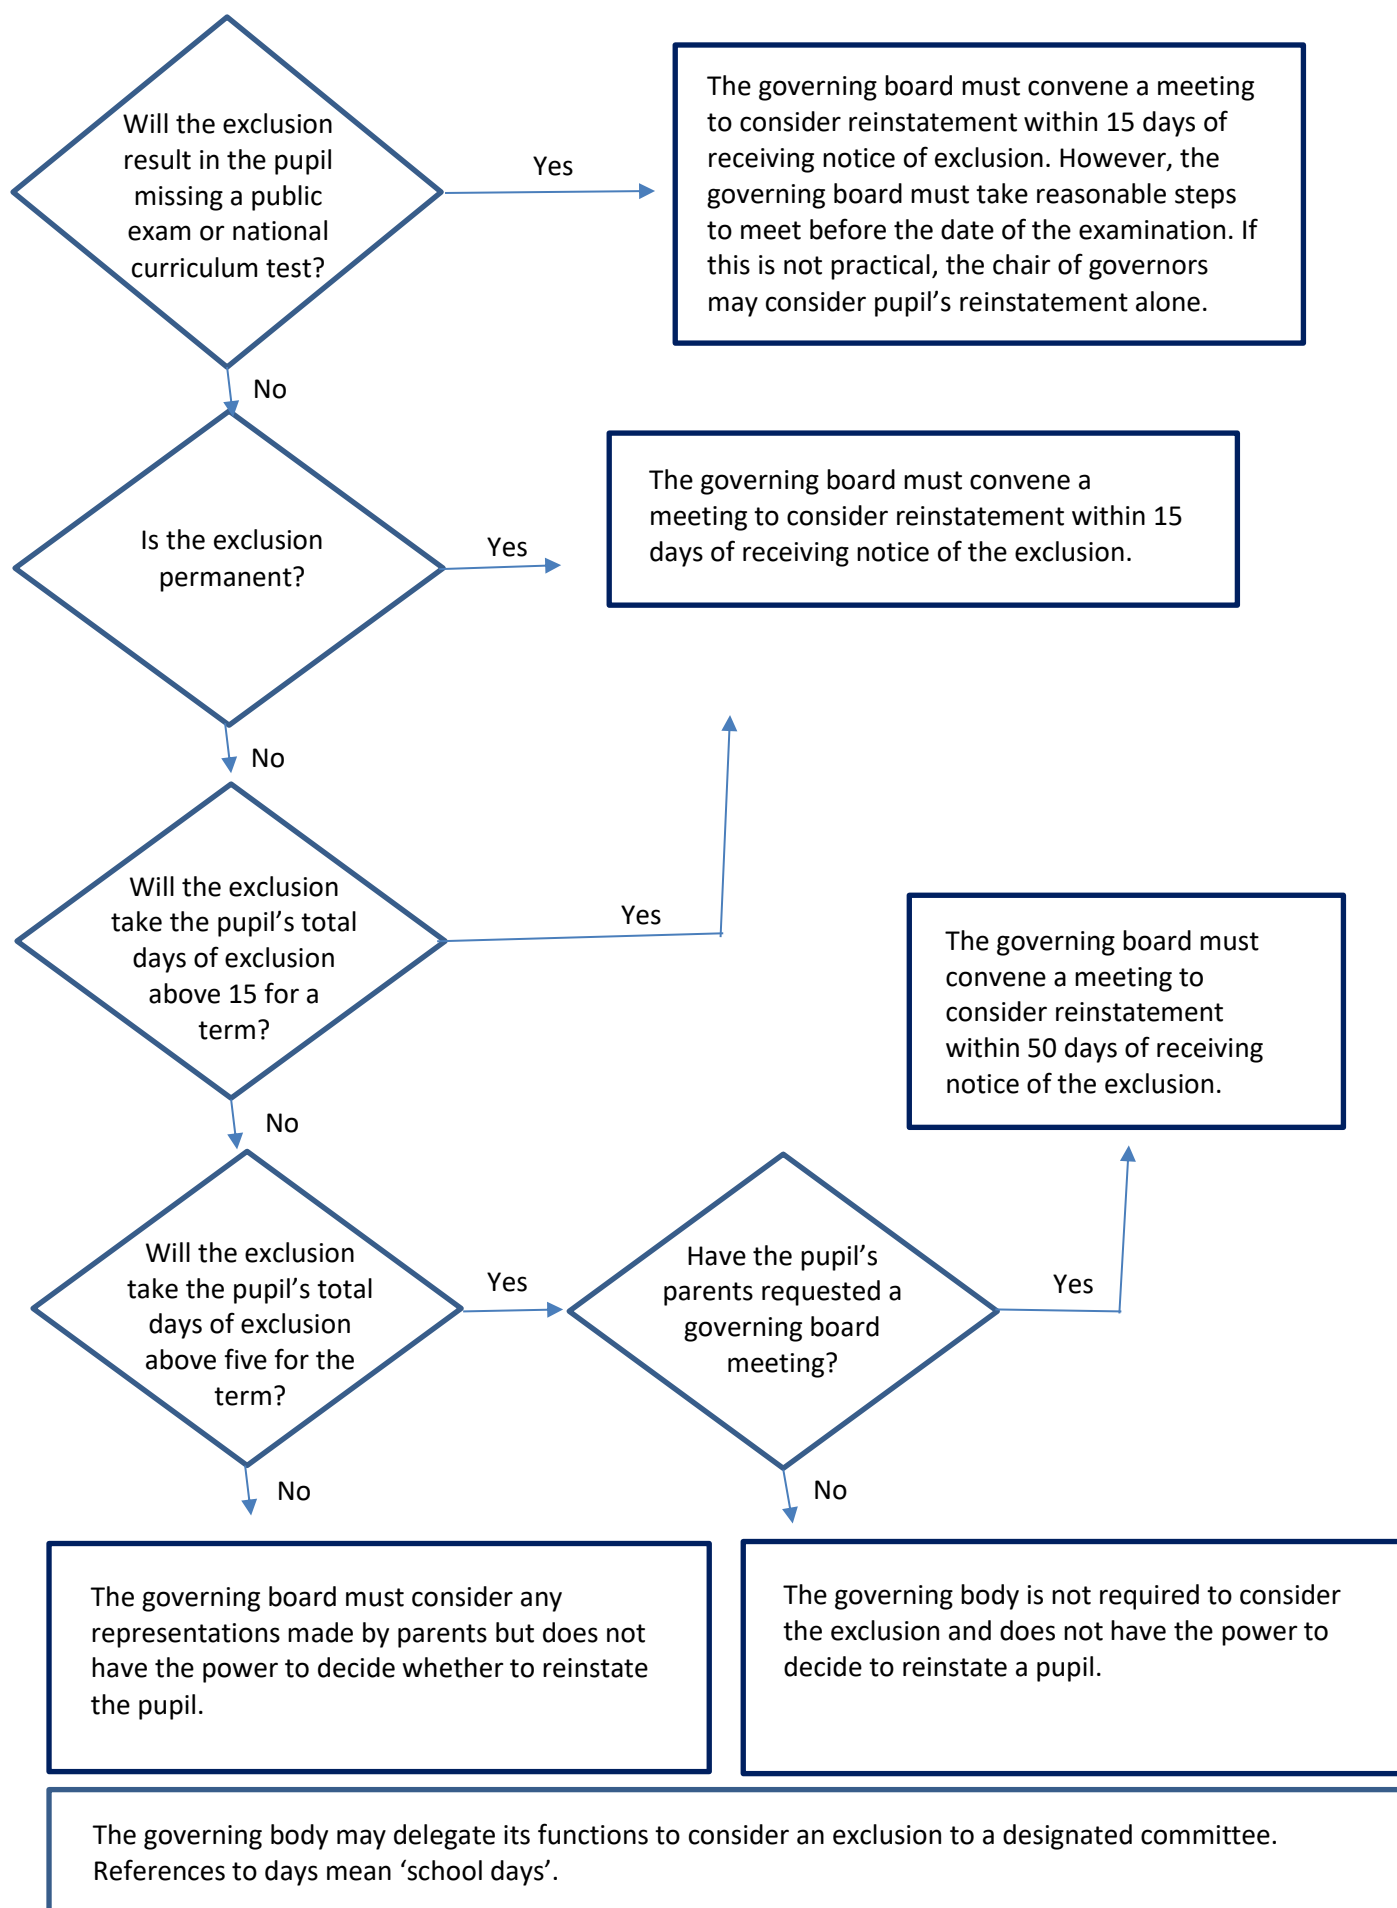 Will the exclusion
result in the pupil
missing a public
exam or national
curriculum test?
Yes
The governing board must convene a meeting
to consider reinstatement within 15 days of
receiving notice of exclusion. However, the
governing board must take reasonable steps
to meet before the date of the examination. If
this is not practical, the chair of governors
may consider pupil’s reinstatement alone.
No
Is the exclusion
permanent?
Yes
The governing board must convene a
meeting to consider reinstatement within 15
days of receiving notice of the exclusion.
No
Will the exclusion
take the pupil’s total
days of exclusion
above 15 for a
term?
Yes
The governing board must
convene a meeting to
consider reinstatement
within 50 days of receiving
notice of the exclusion.
No
Will the exclusion
take the pupil’s total
days of exclusion
above five for the
term?
Yes
Have the pupil’s
parents requested a
governing board
meeting?
Yes
No
No
The governing board must consider any
representations made by parents but does not
have the power to decide whether to reinstate
the pupil.
The governing body is not required to consider
the exclusion and does not have the power to
decide to reinstate a pupil.
The governing body may delegate its functions to consider an exclusion to a designated committee.
References to days mean ‘school days’.